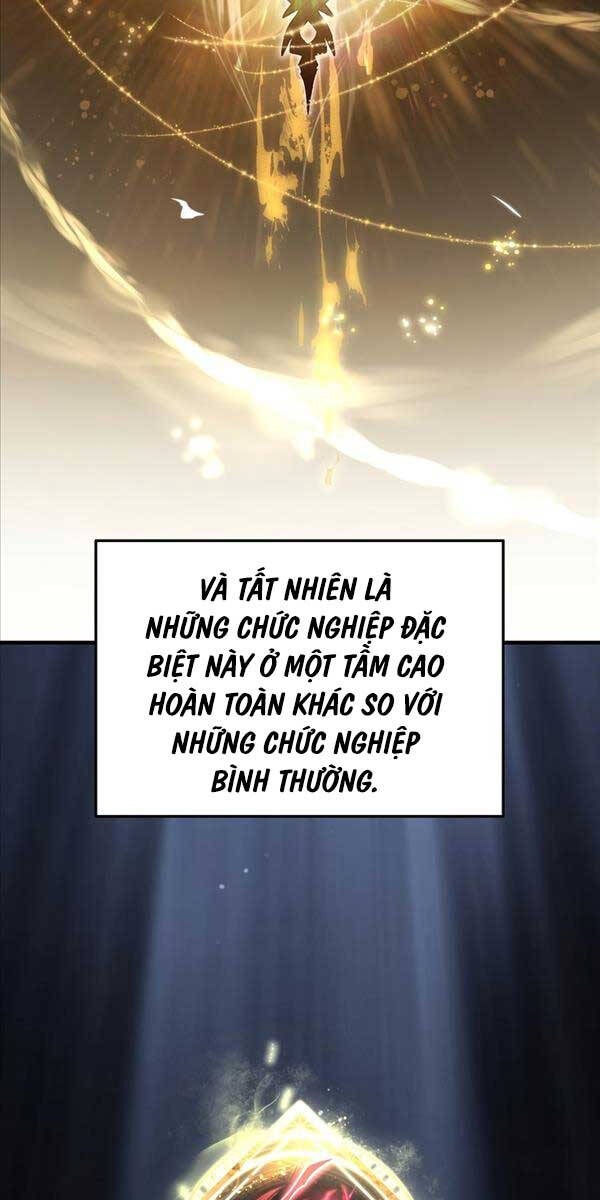 VÀ TẤT NHIÊN LÀ
NHỮNG CHỨC NGHIỆP ĐẶC
BIỆT NÀY Ở MỘT TẦM CAO
HOÀN TOÀN KHÁC SO VỚI
NHỮNG CHỨC NGHIỆP
BÌNH THƯỜNG.